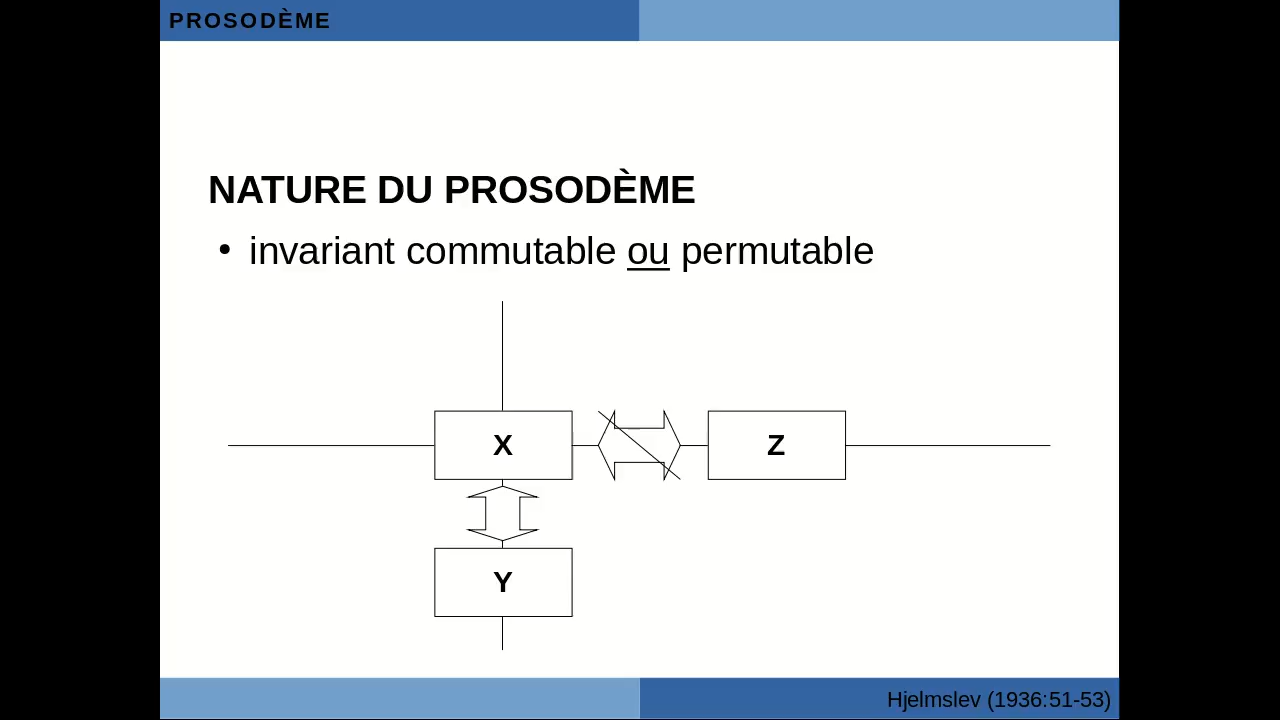 PROSODÈME
NATURE DU PROSODÈME
• invariant commutable ou permutable
X
Z
Y
Hjelmslev (1936:51-53)